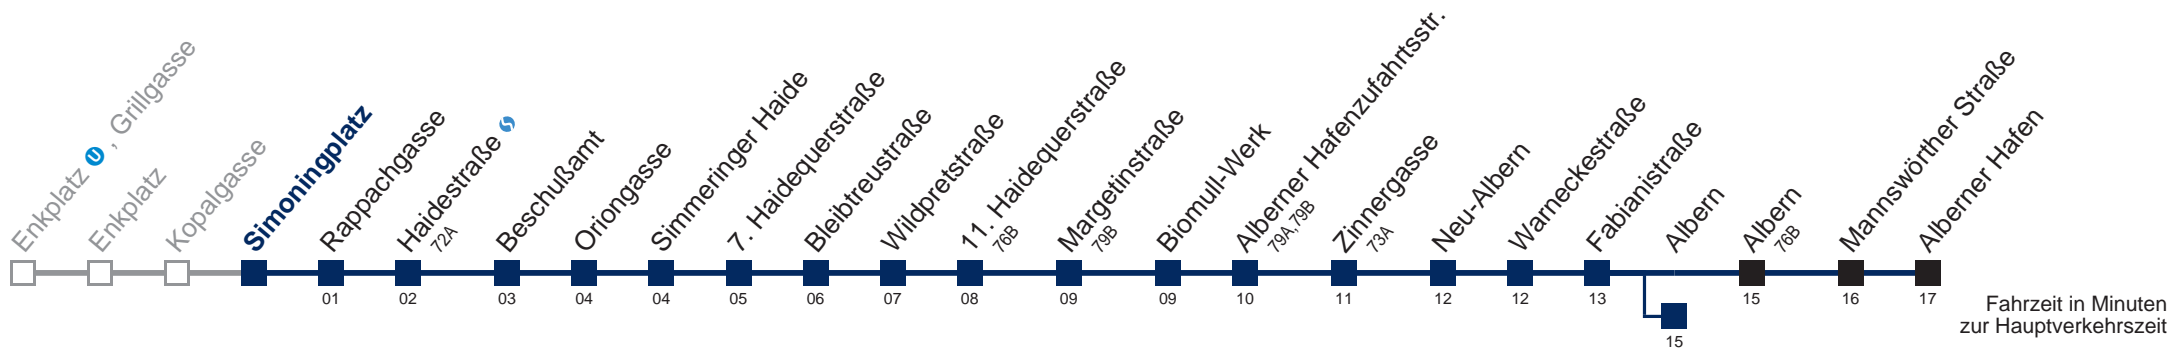 Enkplatz U , Grillgasse
Enkplatz
Kopalgasse
Simoningplatz
Rappachgasse
Haidestraße
72A
Beschußamt
Oriongasse
Simmeringer Haide
7. Haidequerstraße
Bleibtreustraße
Wildpretstraße
11. Haidequerstraße
76B
Margetinstraße
79B
Biomull-Werk
Alberner Hafenzufahrtsstr.
79A,79B
Zinnergasse
73A
Neu-Albern
Warneckestraße
Fabianistraße
Albern
Albern
76B
Mannswörther Straße
Alberner Hafen
01 02 03 04 04 05 06 07 08 09 09 10 11 12 12 13 15 16 17
15
Fahrzeit in Minuten
zur Hauptverkehrszeit